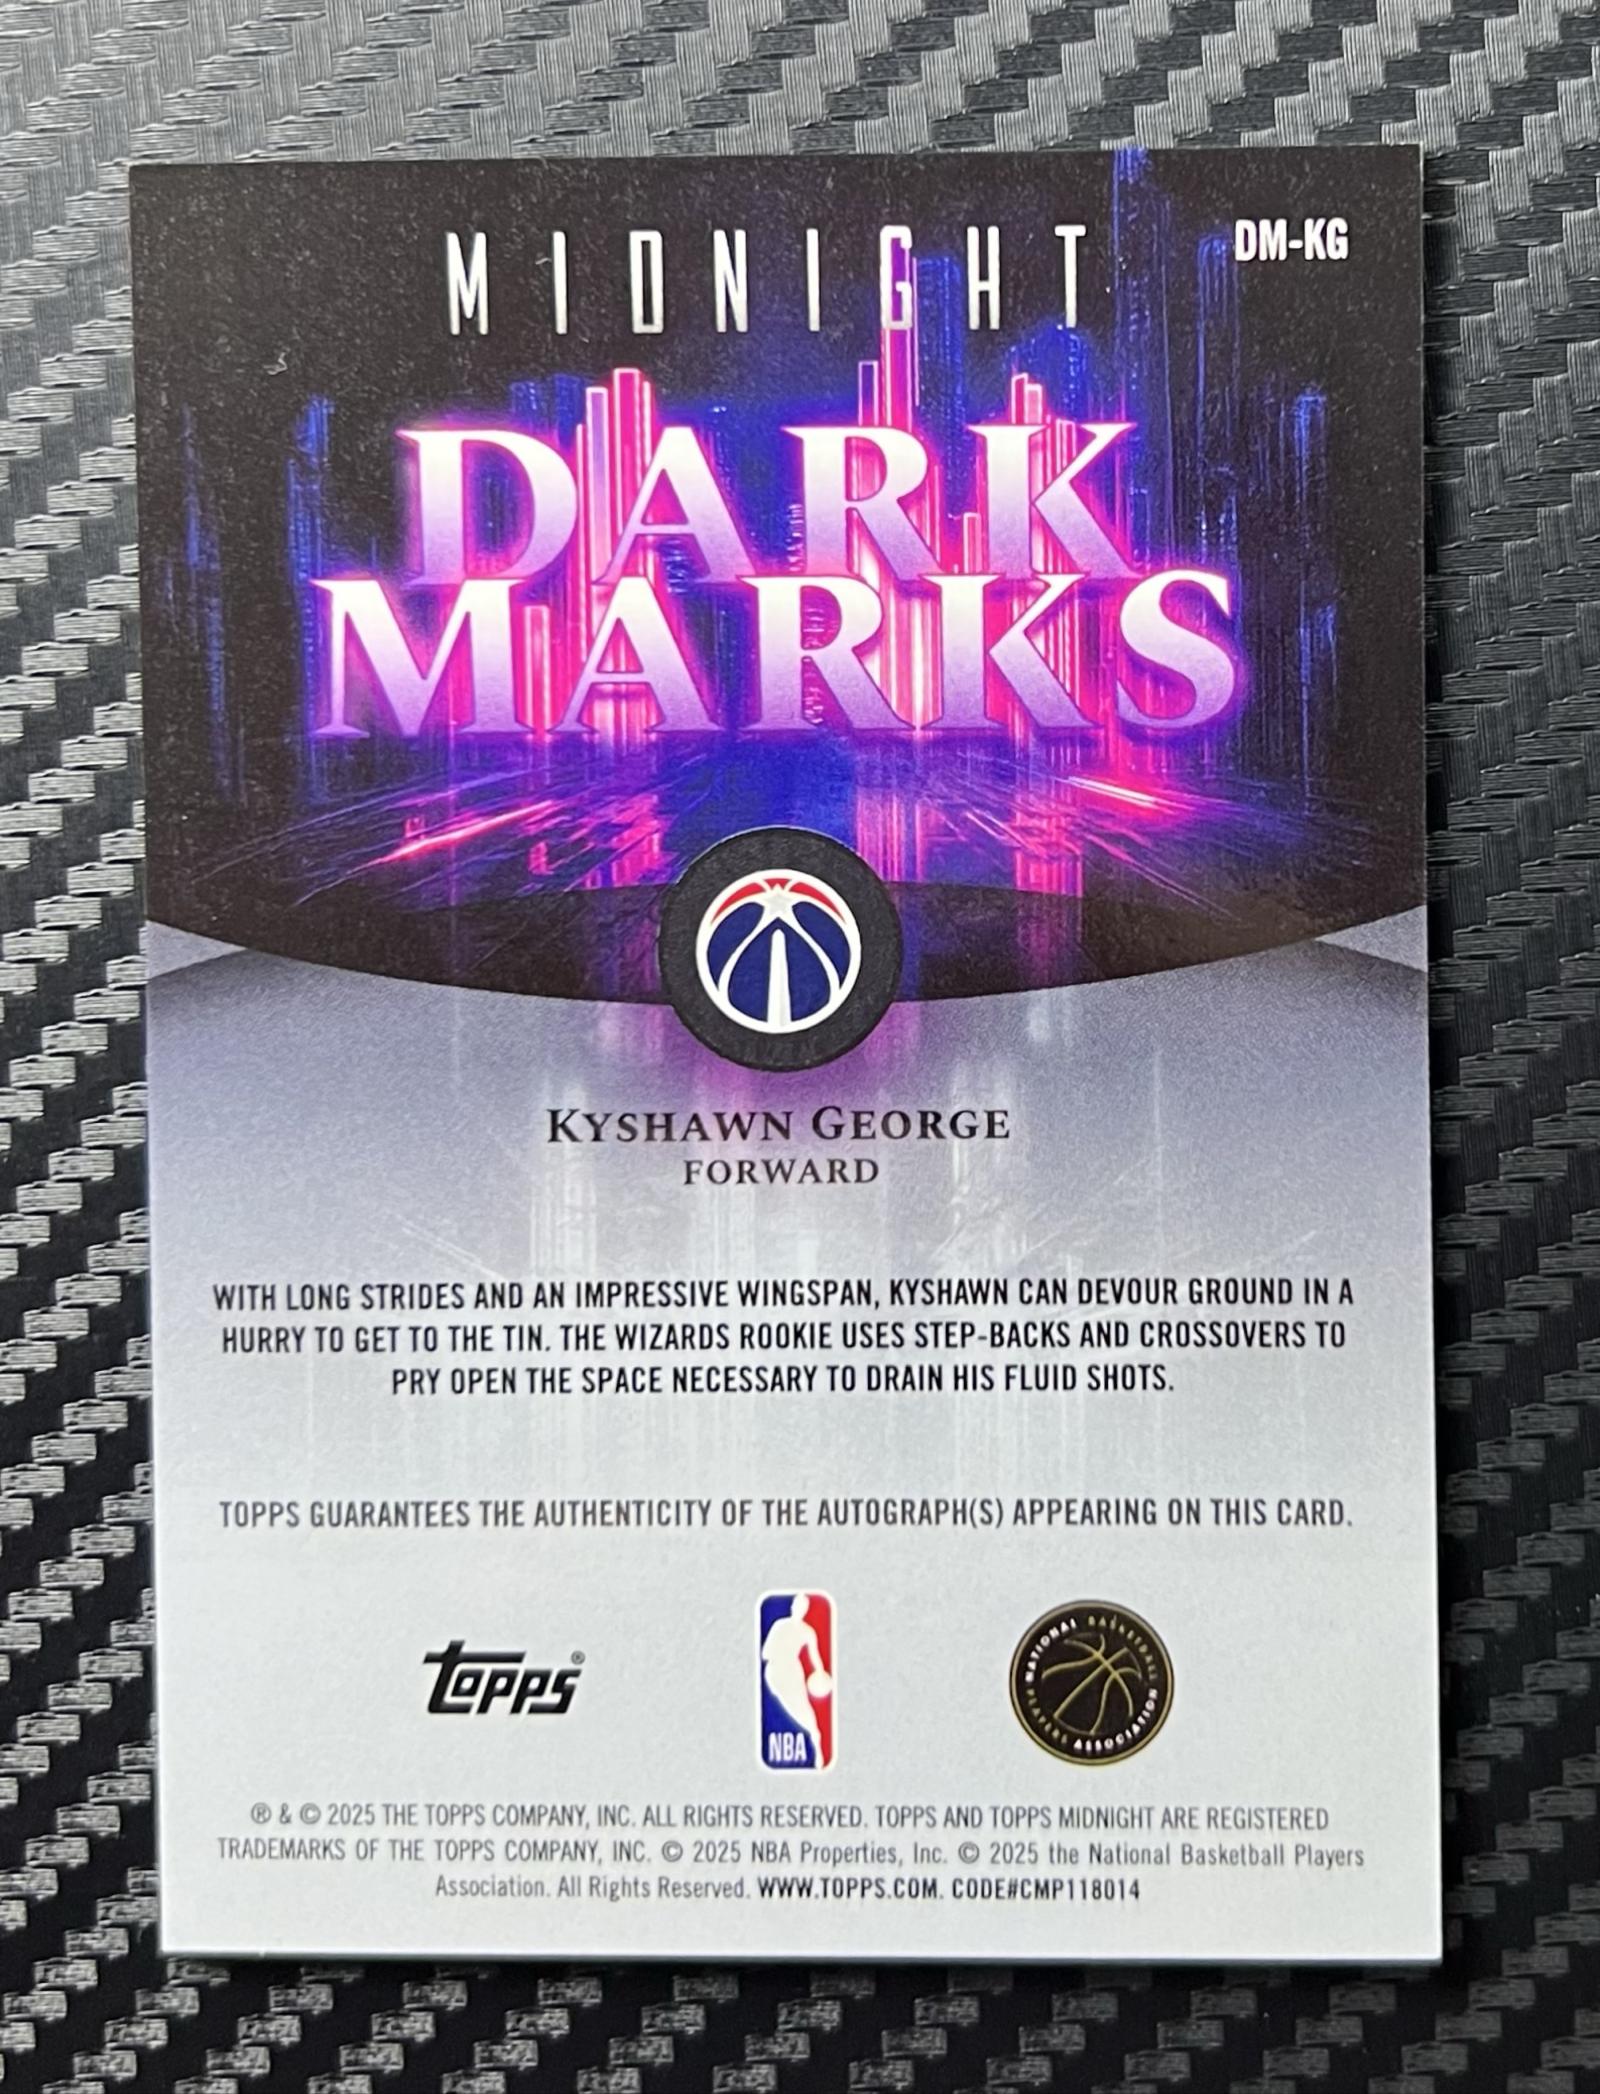 MIDNIGHT
DM-KG
DARK
MARKS
KYSHAWN GEORGE
FORWARD
WITH LONG STRIDES AND AN IMPRESSIVE WINGSPAN, KYSHAWN CAN DEVOUR GROUND IN A
HURRY TO GET TO THE TIN. THE WIZARDS ROOKIE USES STEP-BACKS AND CROSSOVERS TO
PRY OPEN THE SPACE NECESSARY TO DRAIN HIS FLUID SHOTS.
TOPPS GUARANTEES THE AUTHENTICITY OF THE AUTOGRAPH(S) APPEARING ON THIS CARD.
topps®
NBA
NATIONAL BASKETBALL
PLAYERS ASSOCIATION
® & © 2025 THE TOPPS COMPANY, INC. ALL RIGHTS RESERVED. TOPPS AND TOPPS MIDNIGHT ARE REGISTERED
TRADEMARKS OF THE TOPPS COMPANY, INC. © 2025 NBA Properties, Inc. © 2025 the National Basketball Players
Association. All Rights Reserved. WWW.TOPPS.COM. CODE#CMP118014